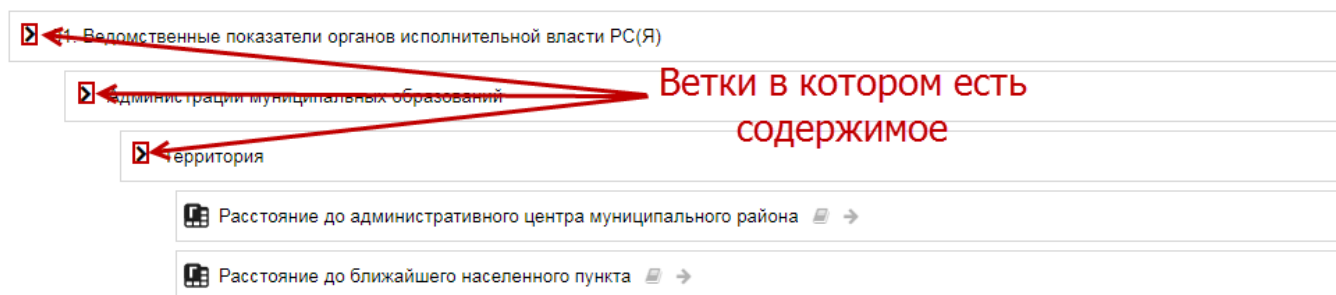 1. Ведомственные показатели органов исполнительной власти РС(Я)
Администрации муниципальных образований
Ветки в котором есть
содержимое
Территория
Расстояние до административного центра муниципального района
Расстояние до ближайшего населенного пункта